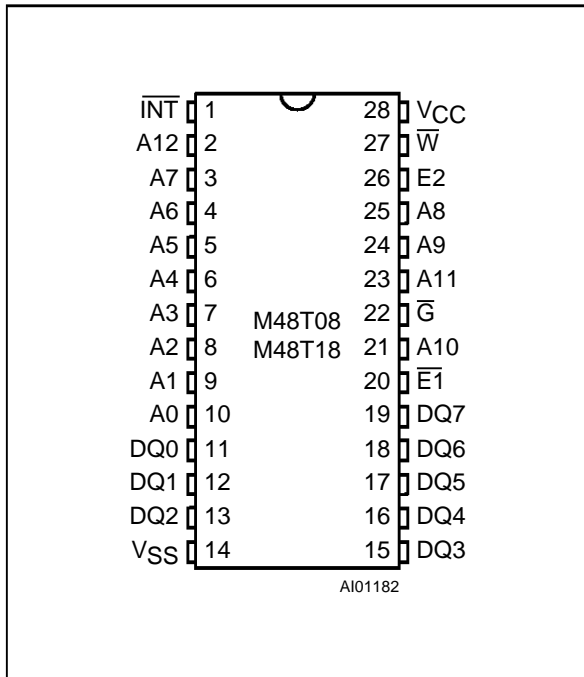 I̅N̅T̅ 1 28 VCC
A12 2 27 W̅
A7 3 26 E2
A6 4 25 A8
A5 5 24 A9
A4 6 23 A11
A3 7 22 G̅
A2 8 21 A10
A1 9 20 E̅1̅
A0 10 19 DQ7
DQ0 11 18 DQ6
DQ1 12 17 DQ5
DQ2 13 16 DQ4
VSS 14 15 DQ3
M48T08
M48T18
AI01182